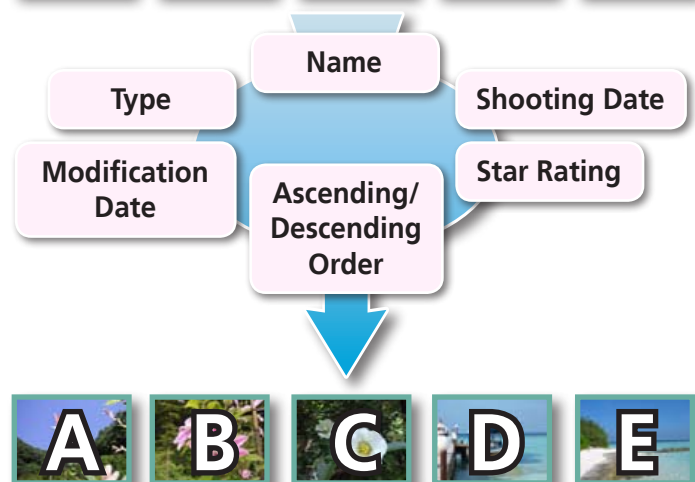 Name
Type
Shooting Date
Modification
Date
Star Rating
Ascending/
Descending
Order
A B C D E